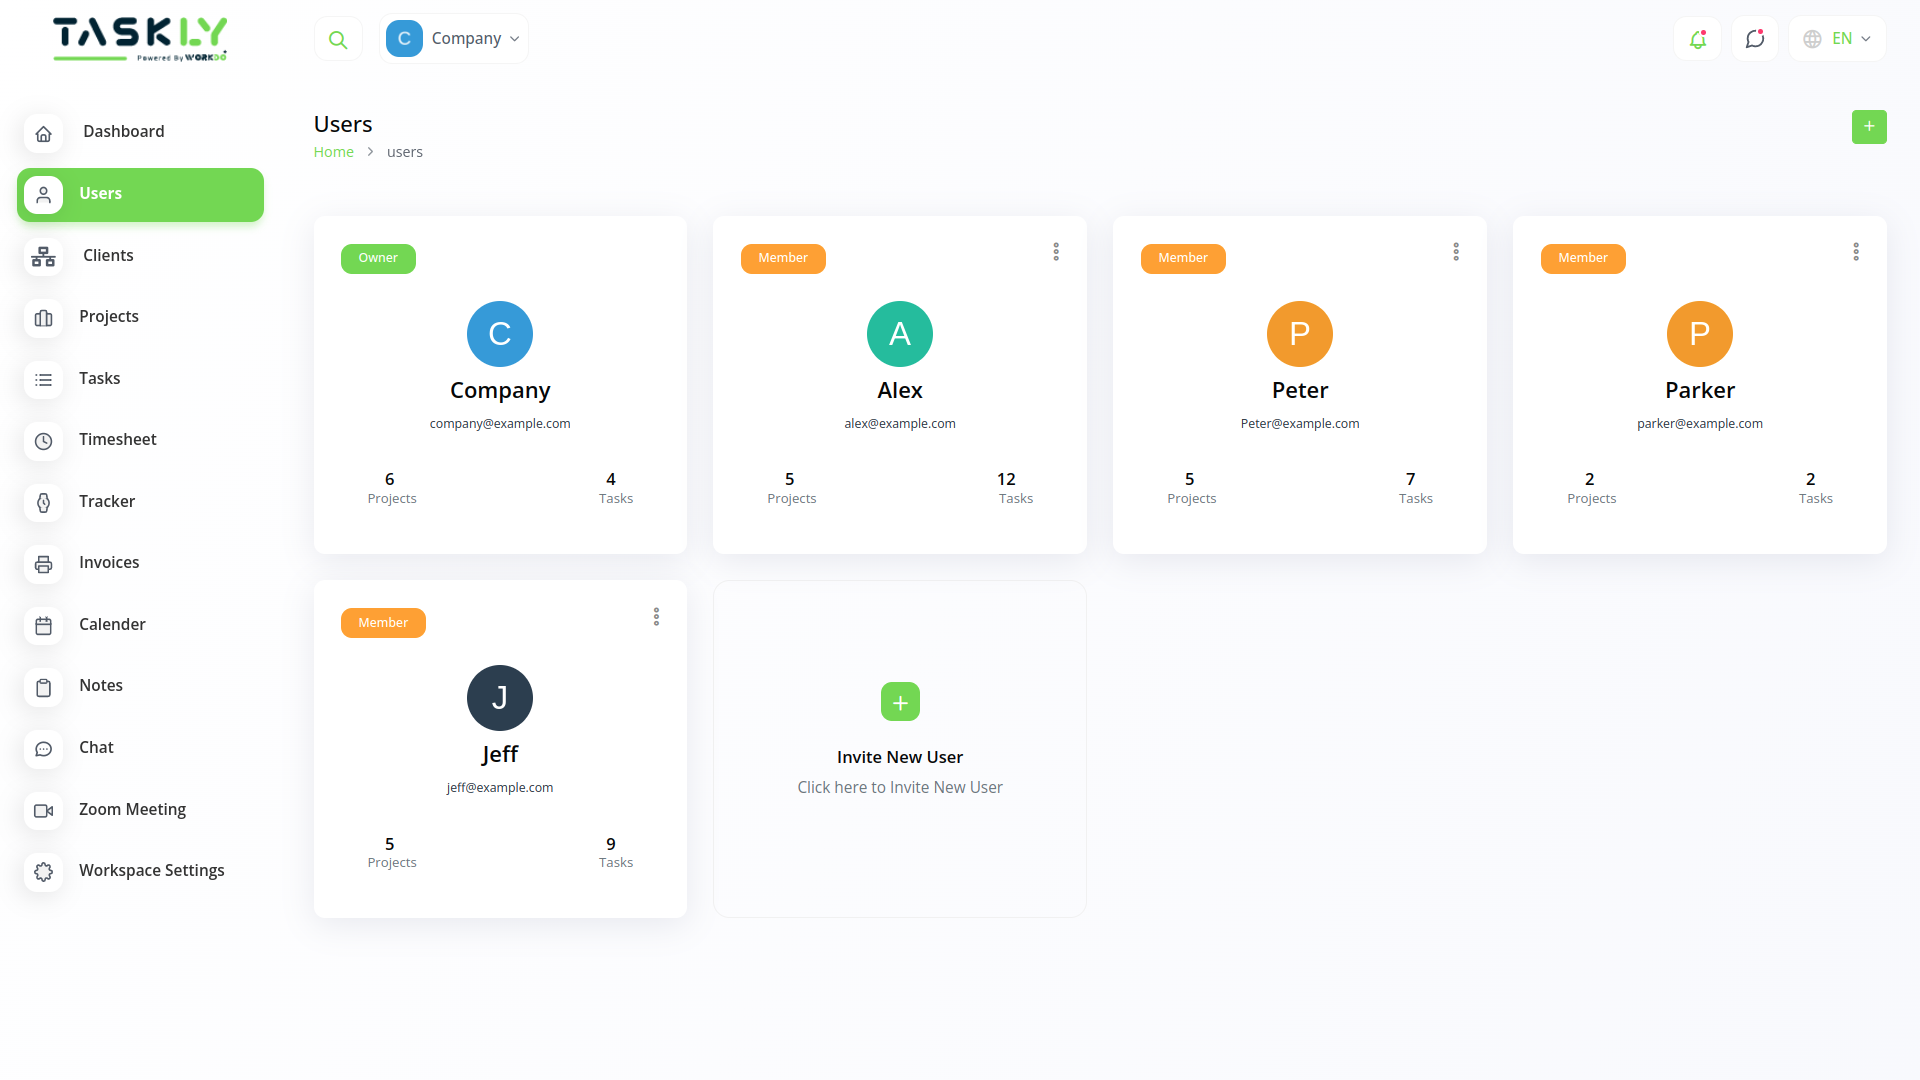 TASKLY
Powered By WORKDO
C Company
EN
Dashboard
Users
Clients
Projects
Tasks
Timesheet
Tracker
Invoices
Calender
Notes
Chat
Zoom Meeting
Workspace Settings
Users
Home > users
+
Owner
C
Company
company@example.com
6 4
Projects Tasks
Member
A
Alex
alex@example.com
5 12
Projects Tasks
Member
P
Peter
Peter@example.com
5 7
Projects Tasks
Member
P
Parker
parker@example.com
2 2
Projects Tasks
Member
J
Jeff
jeff@example.com
5 9
Projects Tasks
+
Invite New User
Click here to Invite New User